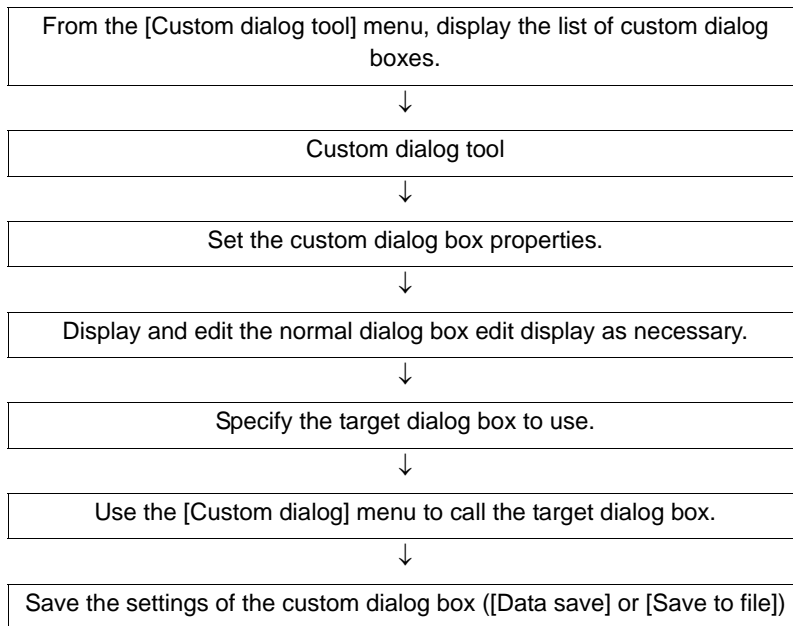 From the [Custom dialog tool] menu, display the list of custom dialog
boxes.
↓
Custom dialog tool
↓
Set the custom dialog box properties.
↓
Display and edit the normal dialog box edit display as necessary.
↓
Specify the target dialog box to use.
↓
Use the [Custom dialog] menu to call the target dialog box.
↓
Save the settings of the custom dialog box ([Data save] or [Save to file])